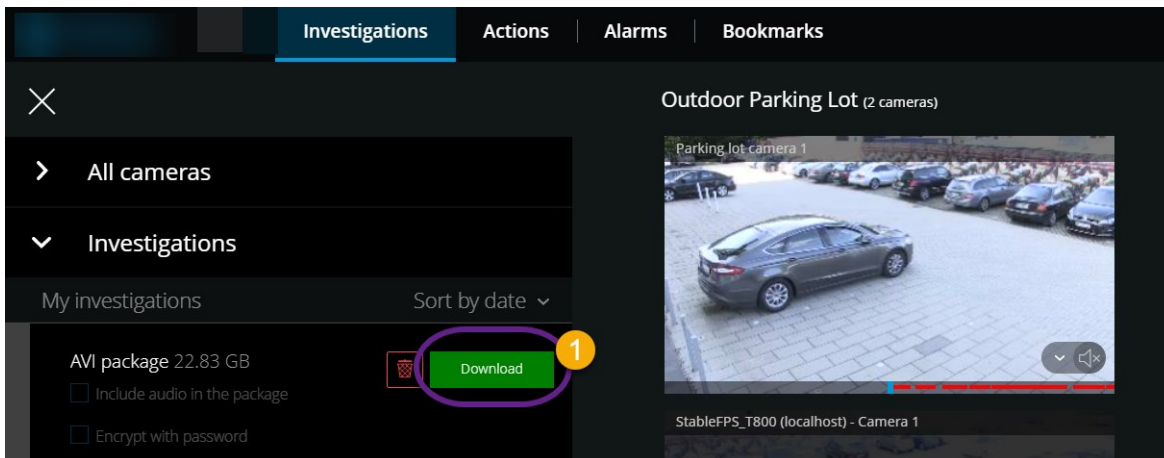 Investigations Actions Alarms Bookmarks
All cameras
Investigations
My investigations Sort by date
AVI package 22.83 GB
Download
1
Include audio in the package
Encrypt with password
Outdoor Parking Lot (2 cameras)
Parking lot camera 1
StableFPS_T800 (localhost) - Camera 1